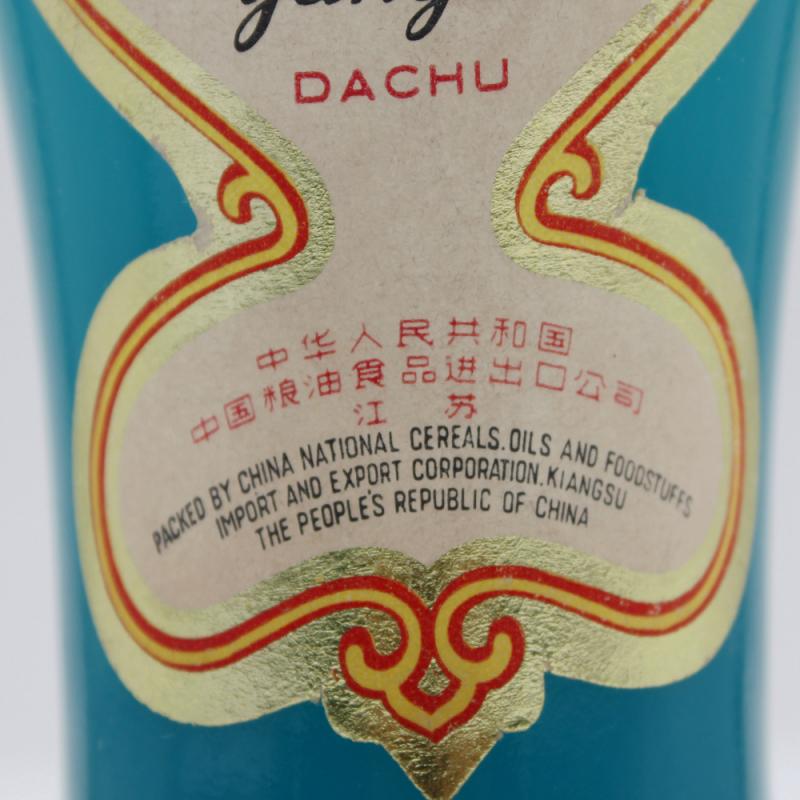 DACHU
中华人民共和国
中国粮油食品进出口公司
江苏
PACKED BY CHINA NATIONAL CEREALS.OILS AND FOODSTUFFS
IMPORT AND EXPORT CORPORATION.KIANGSU
THE PEOPLE'S REPUBLIC OF CHINA